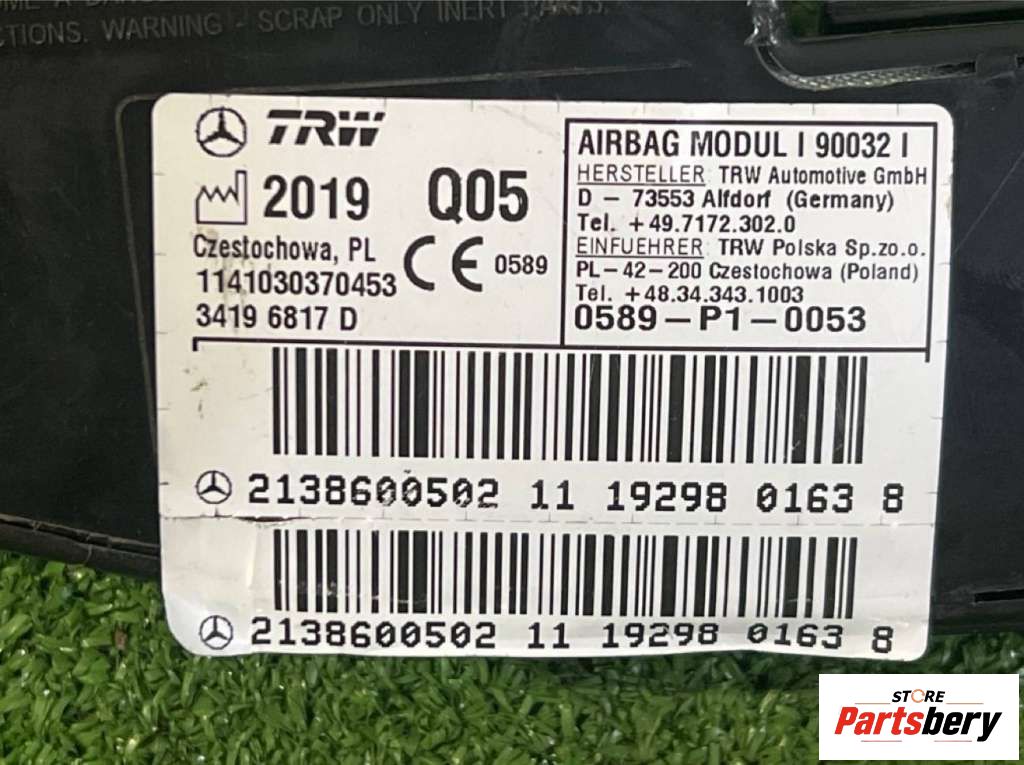 CTIONS. WARNING - SCRAP ONLY INERT PARTS.
TRW
2019 Q05
Czestochowa, PL
1141030370453
3419 6817 D
CE 0589
AIRBAG MODUL I 90032 I
HERSTELLER: TRW Automotive GmbH
D - 73553 Alfdorf (Germany)
Tel. +49.7172.302.0
EINFUEHRER: TRW Polska Sp.zo.o.
PL-42-200 Czestochowa (Poland)
Tel. +48.34.343.1003
0589-P1-0053
2138600502 11 19298 0163 8
2138600502 11 19298 0163 8
STORE
Partsbery